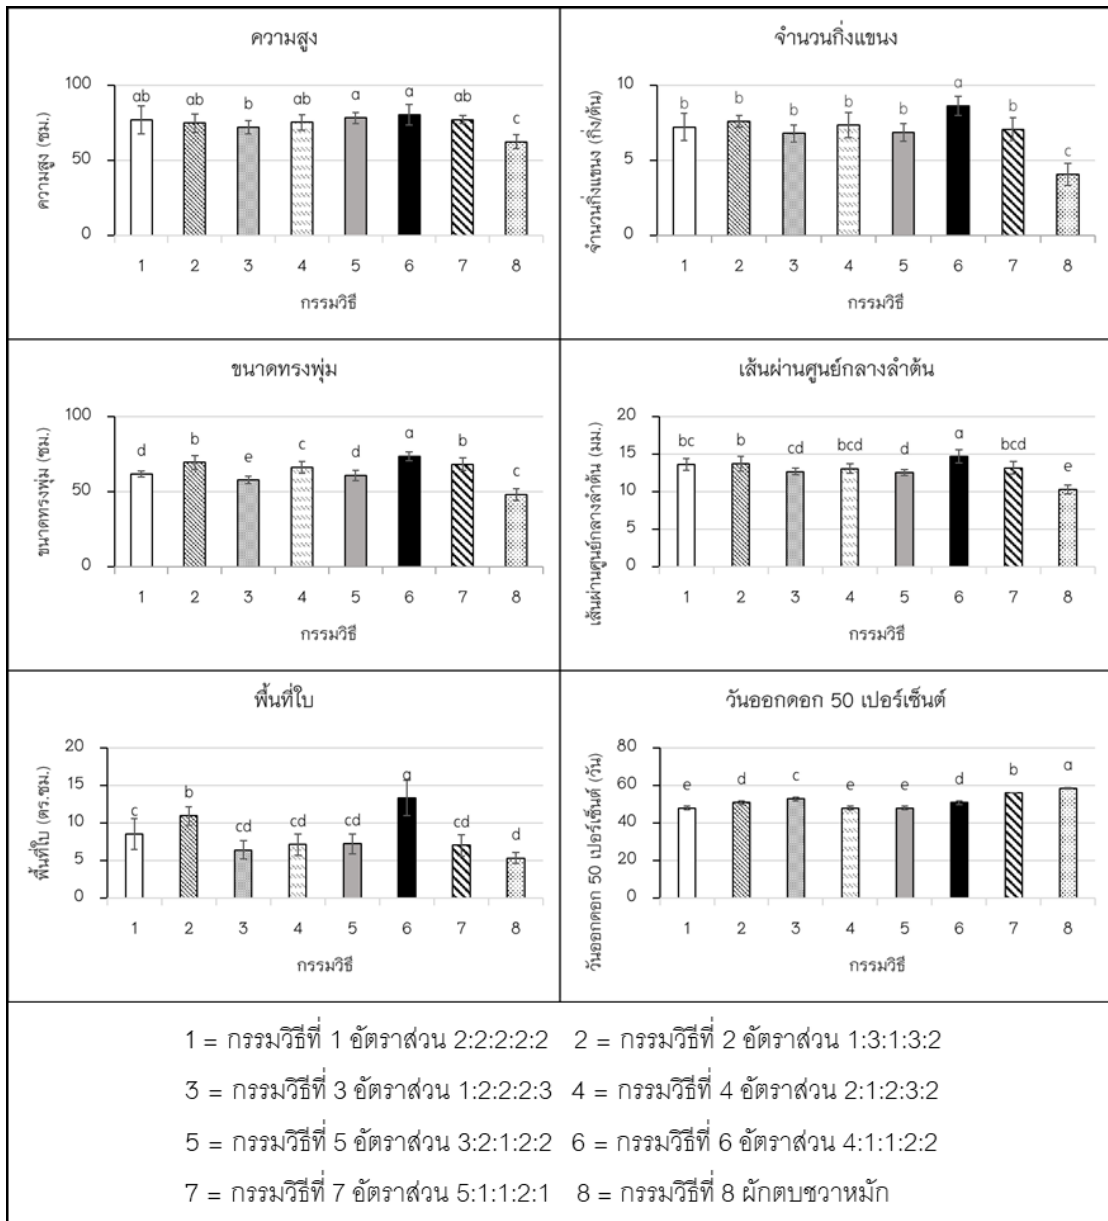 ความสูง
ความสูง (ซม.)
100
50
0
ab ab b ab a a ab c
1 2 3 4 5 6 7 8
กรรมวิธี
จำนวนกิ่งแขนง
จำนวนกิ่งแขนง (กิ่ง/ต้น)
10
5
0
b b b b b a b c
1 2 3 4 5 6 7 8
กรรมวิธี
ขนาดทรงพุ่ม
ขนาดทรงพุ่ม (ซม.)
100
50
0
d b e c d a b c
1 2 3 4 5 6 7 8
กรรมวิธี
เส้นผ่านศูนย์กลางลำต้น
เส้นผ่านศูนย์กลางลำต้น (มม.)
20
15
10
5
0
bc b cd bcd d a bcd e
1 2 3 4 5 6 7 8
กรรมวิธี
พื้นที่ใบ
พื้นที่ใบ (ตร.ซม.)
20
15
10
5
0
c b cd cd cd a cd d
1 2 3 4 5 6 7 8
กรรมวิธี
วันออกดอก 50 เปอร์เซ็นต์
วันออกดอก 50 เปอร์เซ็นต์ (วัน)
80
60
40
20
0
e d c e e d b a
1 2 3 4 5 6 7 8
กรรมวิธี
1 = กรรมวิธีที่ 1 อัตราส่วน 2:2:2:2:2 2 = กรรมวิธีที่ 2 อัตราส่วน 1:3:1:3:2
3 = กรรมวิธีที่ 3 อัตราส่วน 1:2:2:2:3 4 = กรรมวิธีที่ 4 อัตราส่วน 2:1:2:3:2
5 = กรรมวิธีที่ 5 อัตราส่วน 3:2:1:2:2 6 = กรรมวิธีที่ 6 อัตราส่วน 4:1:1:2:2
7 = กรรมวิธีที่ 7 อัตราส่วน 5:1:1:2:1 8 = กรรมวิธีที่ 8 ผักตบชวาหมัก